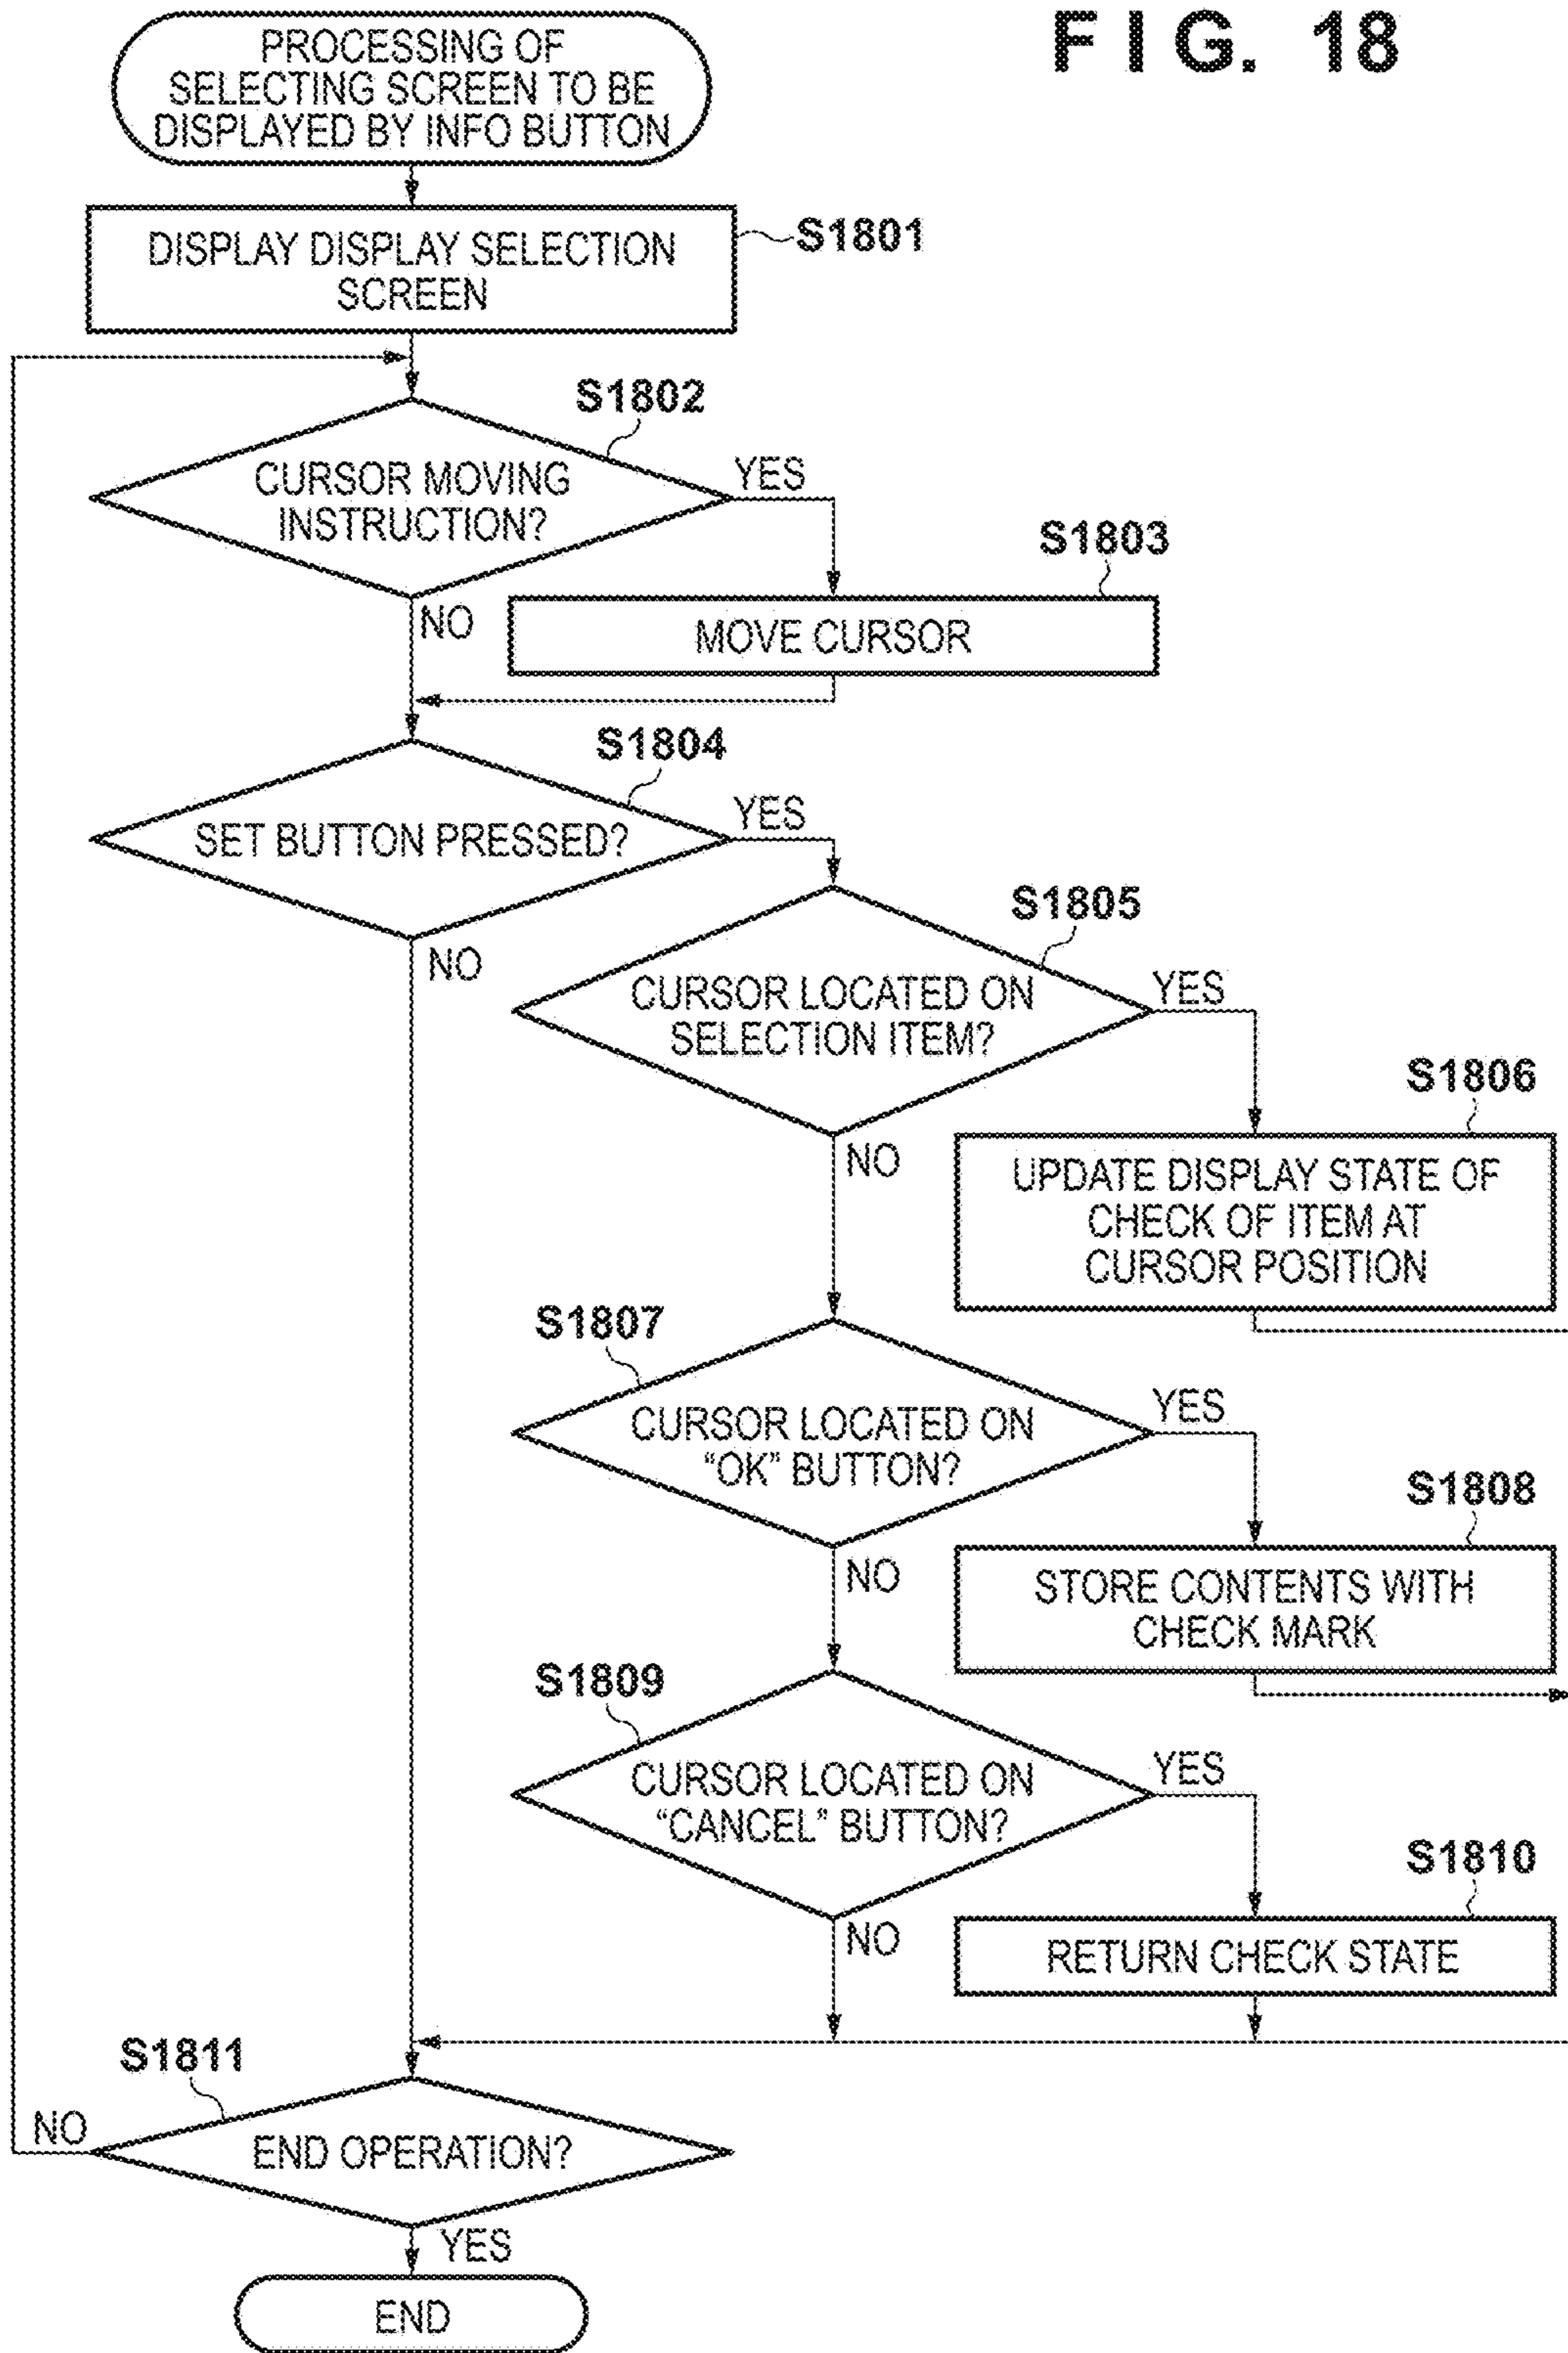 FIG. 18
PROCESSING OF
SELECTING SCREEN TO BE
DISPLAYED BY INFO BUTTON
S1801
DISPLAY DISPLAY SELECTION
SCREEN
S1802
CURSOR MOVING
INSTRUCTION?
YES
NO
S1803
MOVE CURSOR
S1804
SET BUTTON PRESSED?
YES
NO
S1805
CURSOR LOCATED ON
SELECTION ITEM?
YES
NO
S1806
UPDATE DISPLAY STATE OF
CHECK OF ITEM AT
CURSOR POSITION
S1807
CURSOR LOCATED ON
“OK” BUTTON?
YES
NO
S1808
STORE CONTENTS WITH
CHECK MARK
S1809
CURSOR LOCATED ON
“CANCEL” BUTTON?
YES
NO
S1810
RETURN CHECK STATE
S1811
END OPERATION?
NO
YES
END